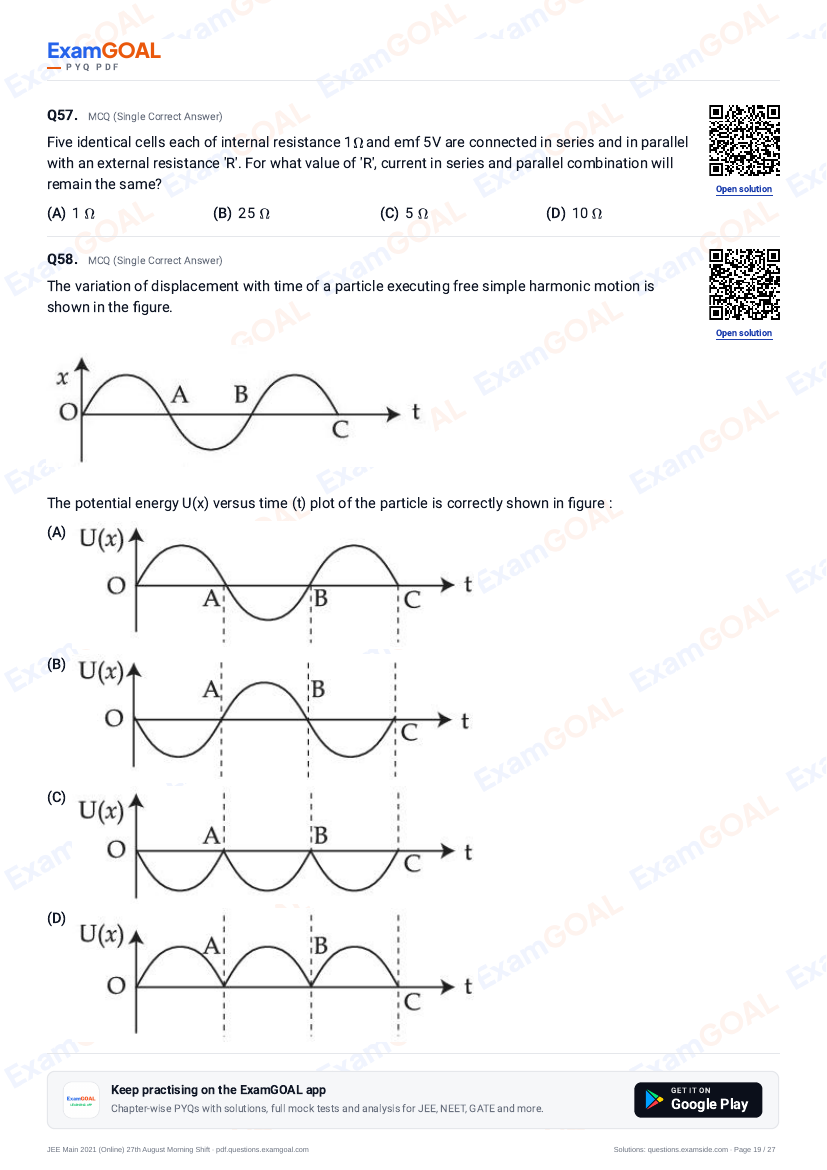 ExamGOAL
PYQ PDF
Q57. MCQ (Single Correct Answer)
Five identical cells each of internal resistance 1Ω and emf 5V are connected in series and in parallel
with an external resistance 'R'. For what value of 'R', current in series and parallel combination will
remain the same?
Open solution
(A) 1 Ω (B) 25 Ω (C) 5 Ω (D) 10 Ω
Q58. MCQ (Single Correct Answer)
The variation of displacement with time of a particle executing free simple harmonic motion is
shown in the figure.
Open solution
x
O
A
B
C
t
The potential energy U(x) versus time (t) plot of the particle is correctly shown in figure :
(A) U(x)
O
A
B
C
t
(B) U(x)
O
A
B
C
t
(C) U(x)
O
A
B
C
t
(D) U(x)
O
A
B
C
t
ExamGOAL
Keep practising on the ExamGOAL app
Chapter-wise PYQs with solutions, full mock tests and analysis for JEE, NEET, GATE and more.
GET IT ON
Google Play
JEE Main 2021 (Online) 27th August Morning Shift · pdf.questions.examgoal.com
Solutions: questions.examside.com · Page 19 / 27